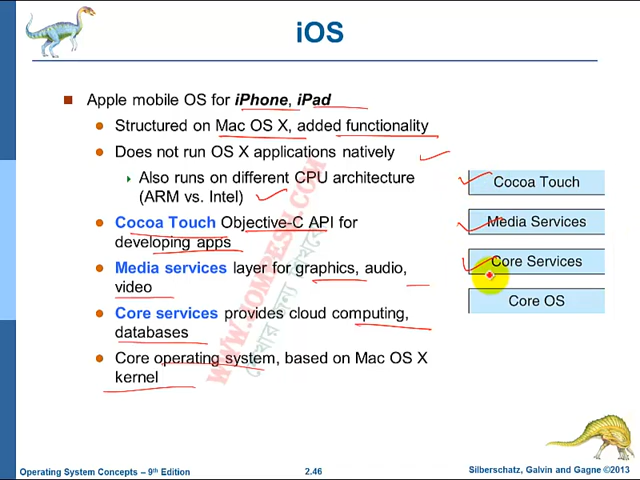 iOS
Apple mobile OS for iPhone, iPad
Structured on Mac OS X, added functionality
Does not run OS X applications natively
Also runs on different CPU architecture
(ARM vs. Intel)
Cocoa Touch Objective-C API for
developing apps
Media services layer for graphics, audio,
video
Core services provides cloud computing,
databases
Core operating system, based on Mac OS X
kernel
Cocoa Touch
Media Services
Core Services
Core OS
Operating System Concepts – 9th Edition
2.46
Silberschatz, Galvin and Gagne ©2013